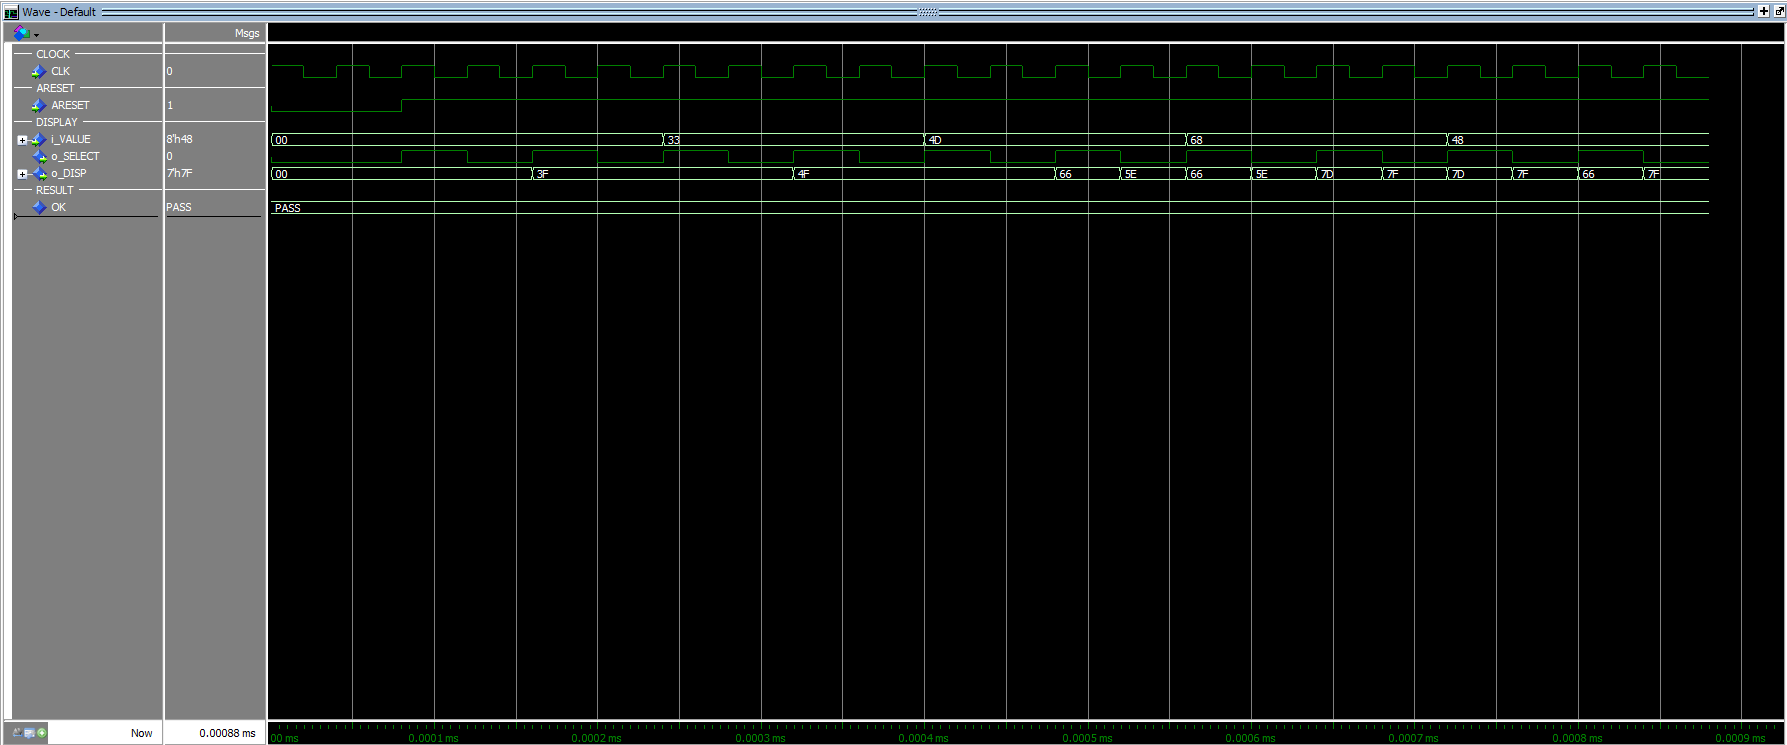 Wave - Default
Msgs
CLOCK
CLK 0
ARESET
ARESET 1
DISPLAY
i_VALUE 8'h48 00 33 4D 68 48
o_SELECT 0
o_DISP 7'h7F 00 3F 4F 66 5E 66 5E 7D 7F 7D 7F 66 7F
RESULT
OK PASS PASS
Now 0.00088 ms 00 ms 0.0001 ms 0.0002 ms 0.0003 ms 0.0004 ms 0.0005 ms 0.0006 ms 0.0007 ms 0.0008 ms 0.0009 ms